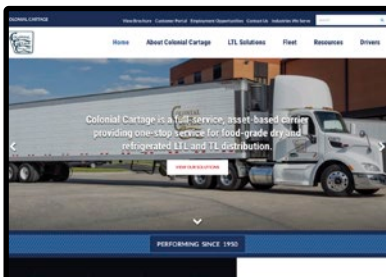 COLONIAL CARTAGE
View Brochure Customer Portal Employment Opportunities Contact Us Industries We Serve
Home About Colonial Cartage LTL Solutions Fleet Resources Drivers
Colonial Cartage is a full-service, asset-based carrier
providing one-stop service for food-grade dry and
refrigerated LTL and TL distribution.
VIEW OUR SOLUTIONS
PERFORMING SINCE 1950